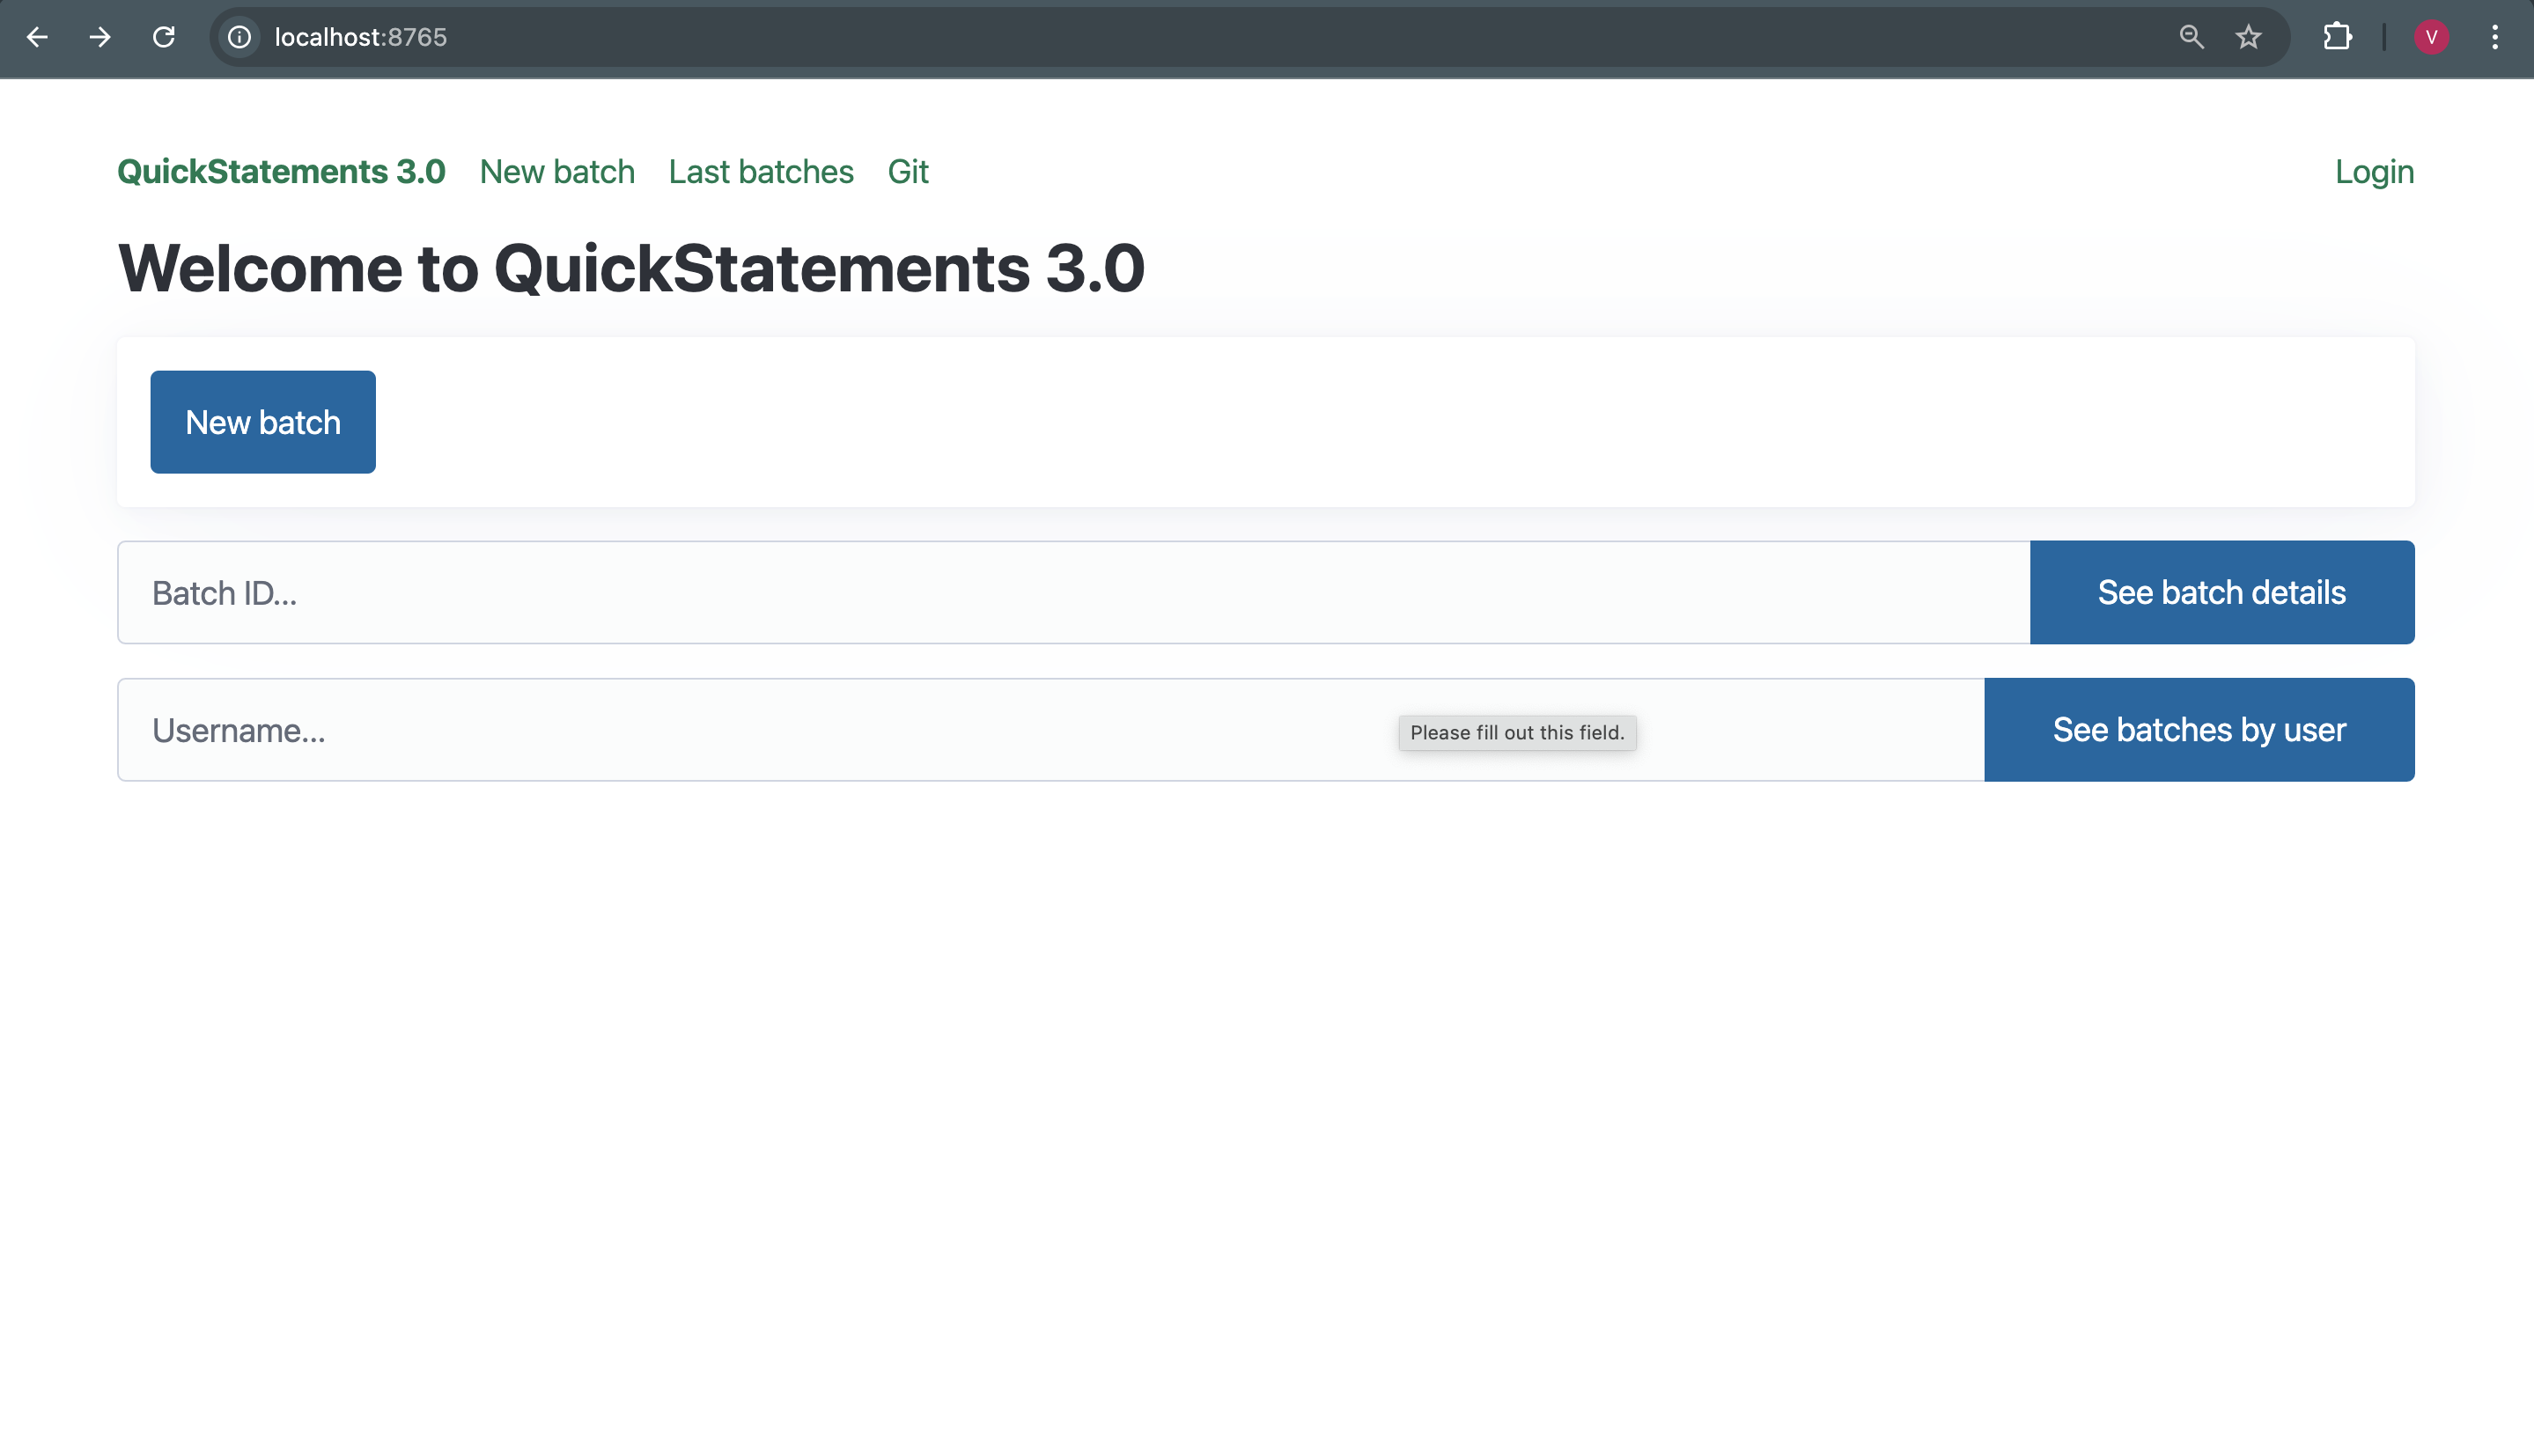 localhost:8765
V
QuickStatements 3.0 New batch Last batches Git Login
Welcome to QuickStatements 3.0
New batch
Batch ID... See batch details
Username... Please fill out this field. See batches by user